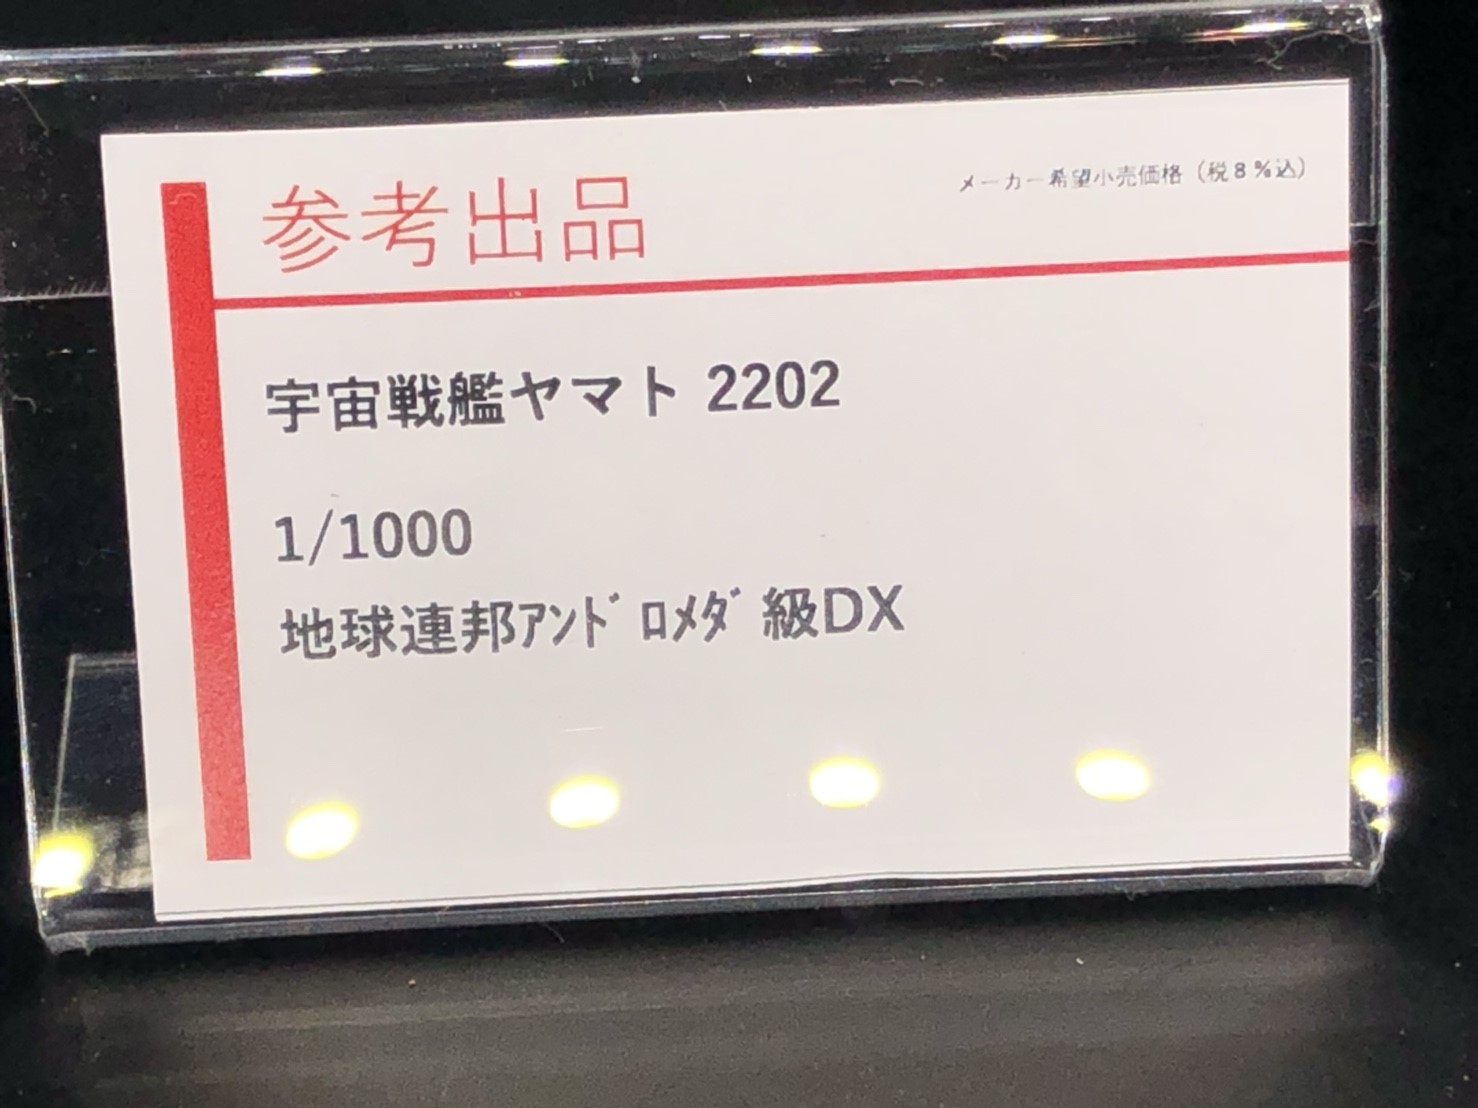 参考出品
メーカー希望小売価格（税８％込）
宇宙戦艦ヤマト 2202
1/1000
地球連邦ｱﾝﾄﾞﾛﾒﾀﾞ級DX